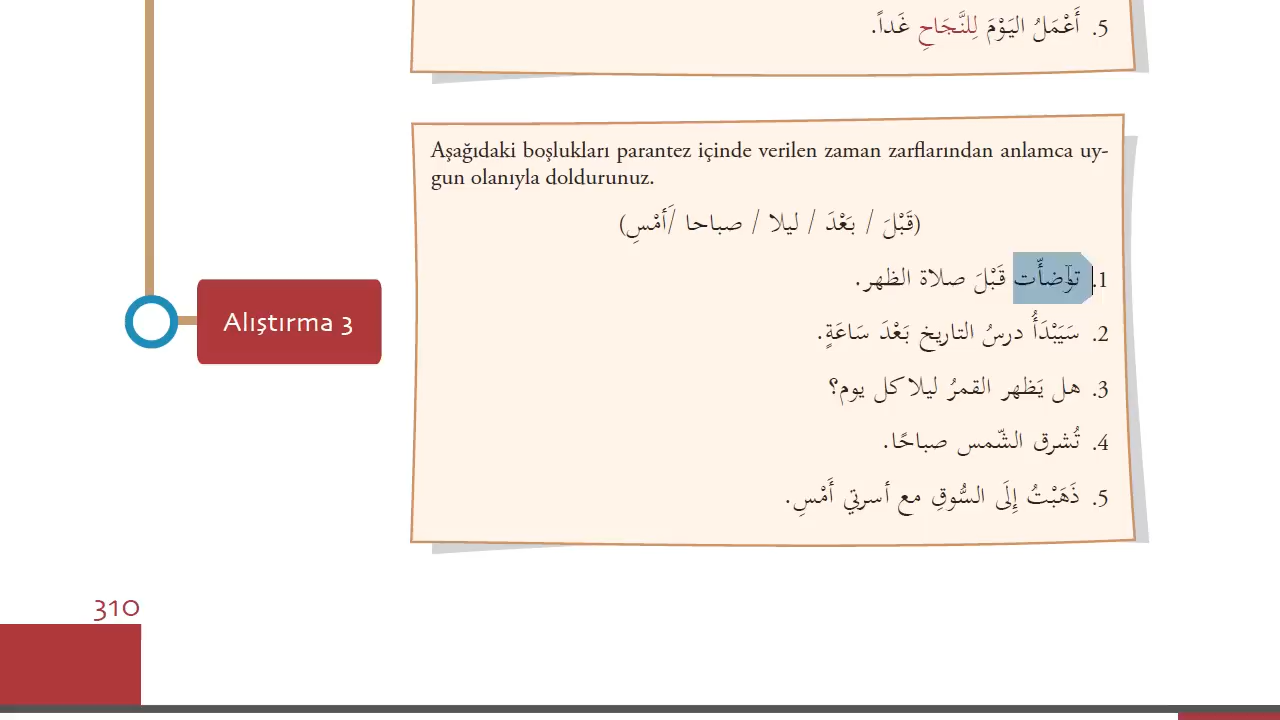 5. أَعْمَلُ اليَوْمَ لِلنَّجَاحِ غَداً.
Aşağıdaki boşlukları parantez içinde verilen zaman zarflarından anlamca uy-
gun olanıyla doldurunuz.
(قَبْلَ / بَعْدَ / ليلا / صباحا /أَمْسِ)
1. توَضأّت قَبْلَ صلاة الظهر.
2. سَيَبْدَأُ درسُ التاريخ بَعْدَ سَاعَةٍ.
3. هل يَظهر القمرُ ليلا كل يوم؟
4. تُشرق الشّمس صباحًا.
5. ذَهَبْتُ إِلَى السُّوقِ مع أسرتي أَمْسِ.
Alıştırma 3
310